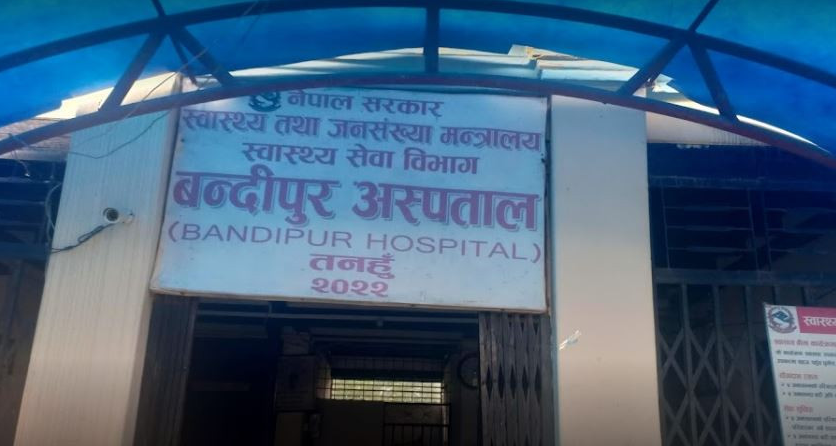 नेपाल सरकार
स्वास्थ्य तथा जनसंख्या मन्त्रालय
स्वास्थ्य सेवा विभाग
बन्दीपुर अस्पताल
(BANDIPUR HOSPITAL)
तनहुँ
२०२२
स्वास्थ्य